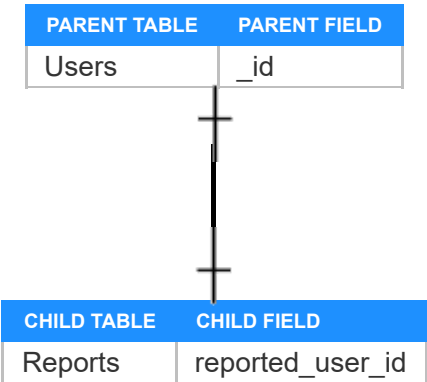 PARENT TABLE PARENT FIELD
Users _id
CHILD TABLE CHILD FIELD
Reports reported_user_id